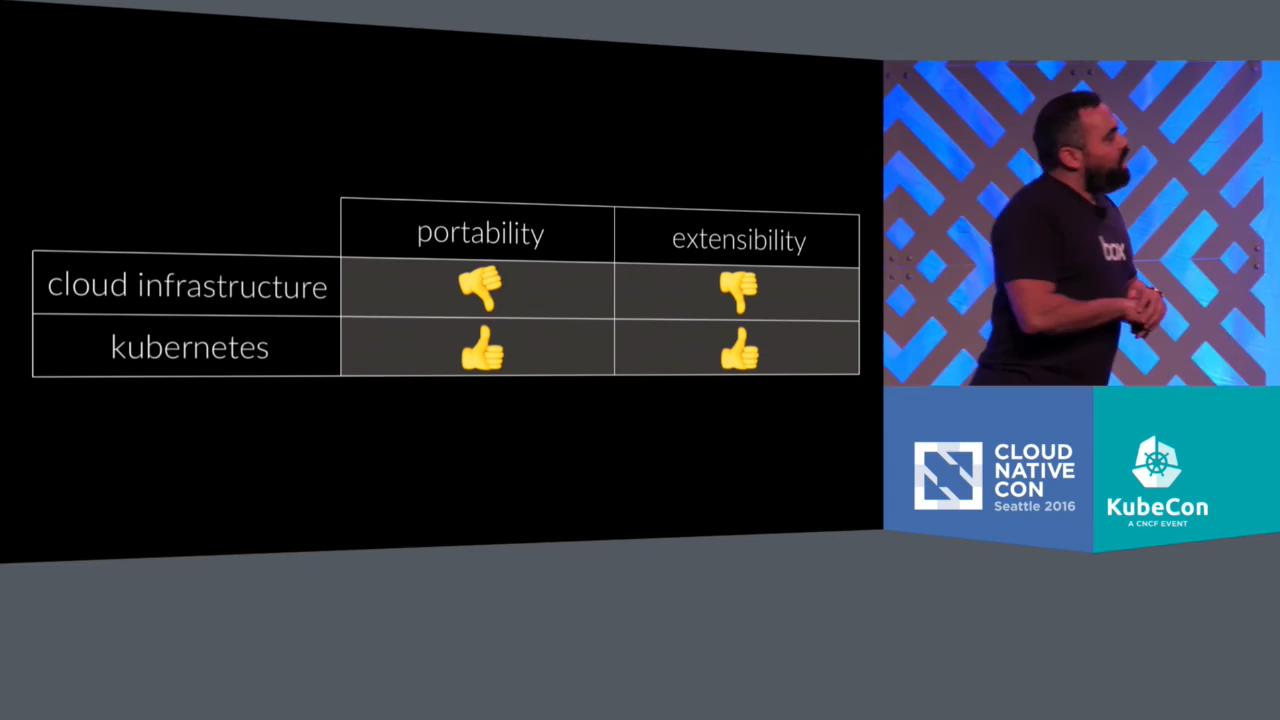 portability extensibility
cloud infrastructure
kubernetes
box
CLOUD
NATIVE
CON
Seattle 2016
KubeCon
A CNCF EVENT